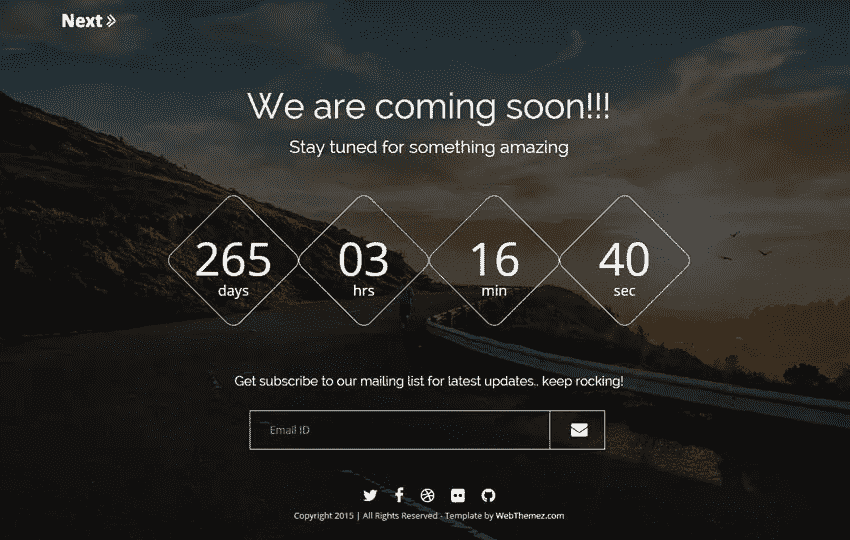 Next »
We are coming soon!!!
Stay tuned for something amazing
265 03 16 40
days hrs min sec
Get subscribe to our mailing list for latest updates.. keep rocking!
Email ID
Copyright 2015 | All Rights Reserved - Template by WebThemez.com